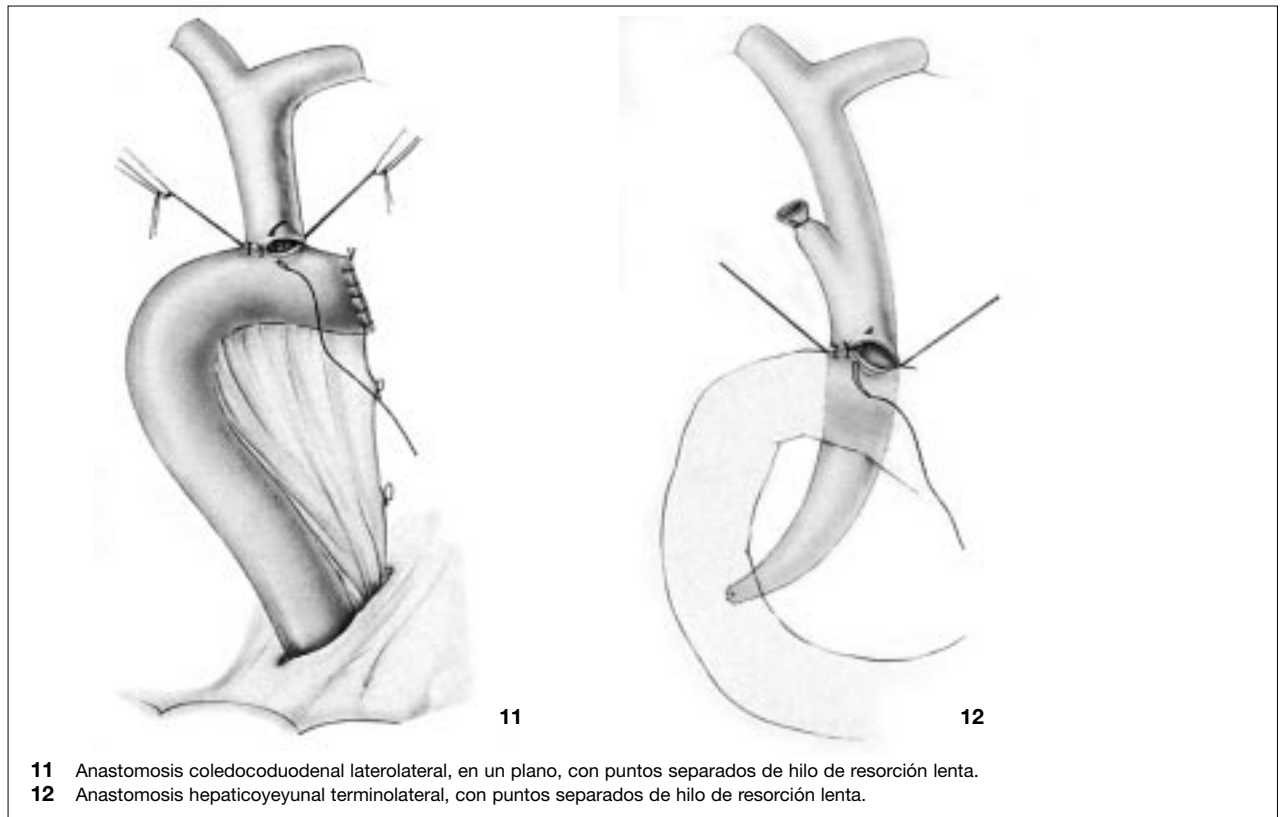 11
12
11 Anastomosis coledocoduodenal laterolateral, en un plano, con puntos separados de hilo de resorción lenta.
12 Anastomosis hepaticoyeyunal terminolateral, con puntos separados de hilo de resorción lenta.